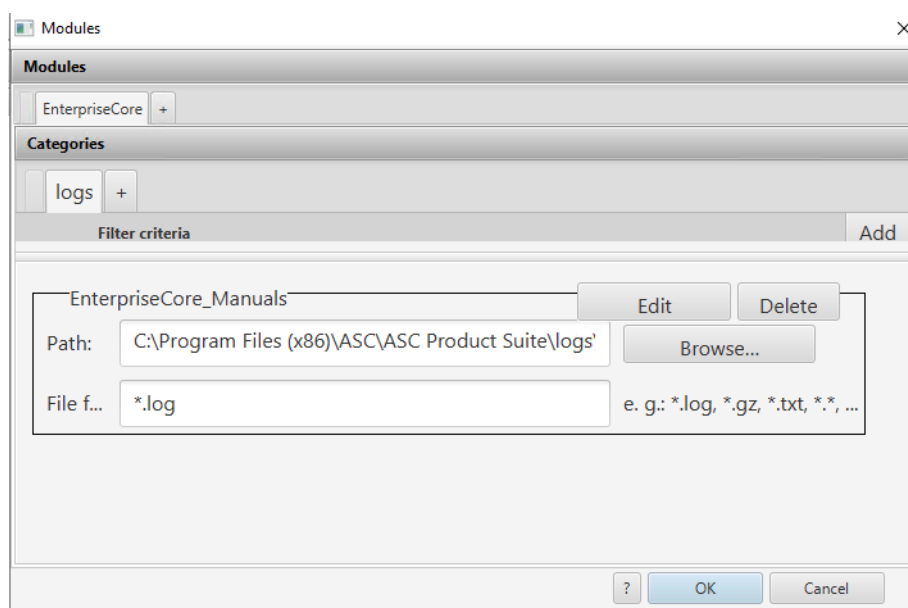 Modules
Modules
EnterpriseCore +
Categories
logs +
Filter criteria Add
EnterpriseCore_Manuals Edit Delete
Path: C:\Program Files (x86)\ASC\ASC Product Suite\logs\ Browse...
File f... *.log e. g.: *.log, *.gz, *.txt, *.*, ...
? OK Cancel